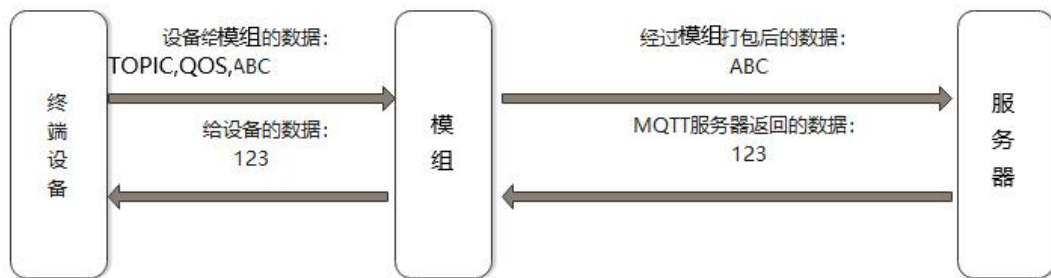 设备给模组的数据：
TOPIC,QOS,ABC
经过模组打包后的数据：
ABC
终端设备
给设备的数据：
123
模组
MQTT服务器返回的数据：
123
服务器